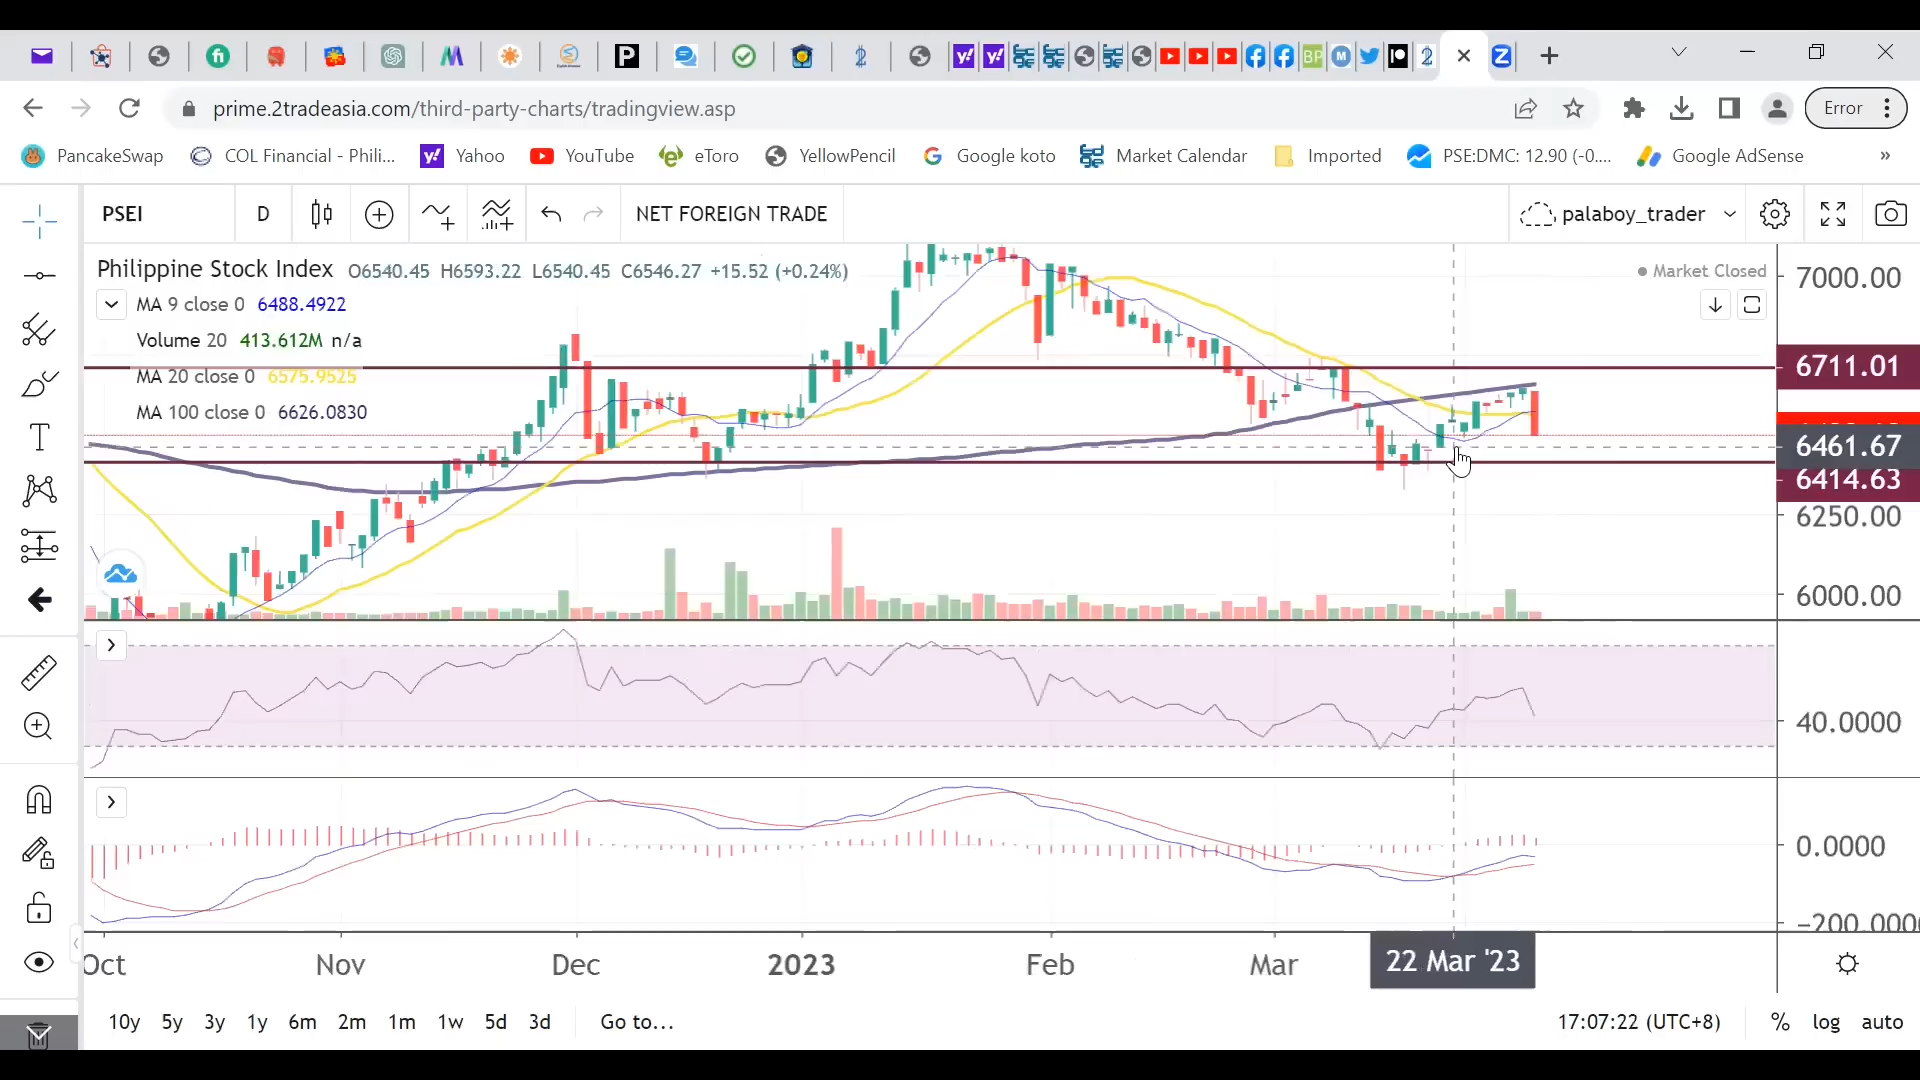 prime.2tradeasia.com/third-party-charts/tradingview.asp
Error
PancakeSwap
COL Financial - Phili...
Yahoo
YouTube
eToro
YellowPencil
Google koto
Market Calendar
Imported
PSE:DMC: 12.90 (-0....
Google AdSense
»
PSEI
D
NET FOREIGN TRADE
palaboy_trader
Philippine Stock Index O6540.45 H6593.22 L6540.45 C6546.27 +15.52 (+0.24%)
Market Closed
MA 9 close 0 6488.4922
Volume 20 413.612M n/a
MA 20 close 0 6575.9525
MA 100 close 0 6626.0830
7000.00
6711.01
6461.67
6414.63
6250.00
6000.00
40.0000
0.0000
−200.0000
Oct
Nov
Dec
2023
Feb
Mar
22 Mar '23
10y 5y 3y 1y 6m 2m 1m 1w 5d 3d Go to...
17:07:22 (UTC+8)
% log auto